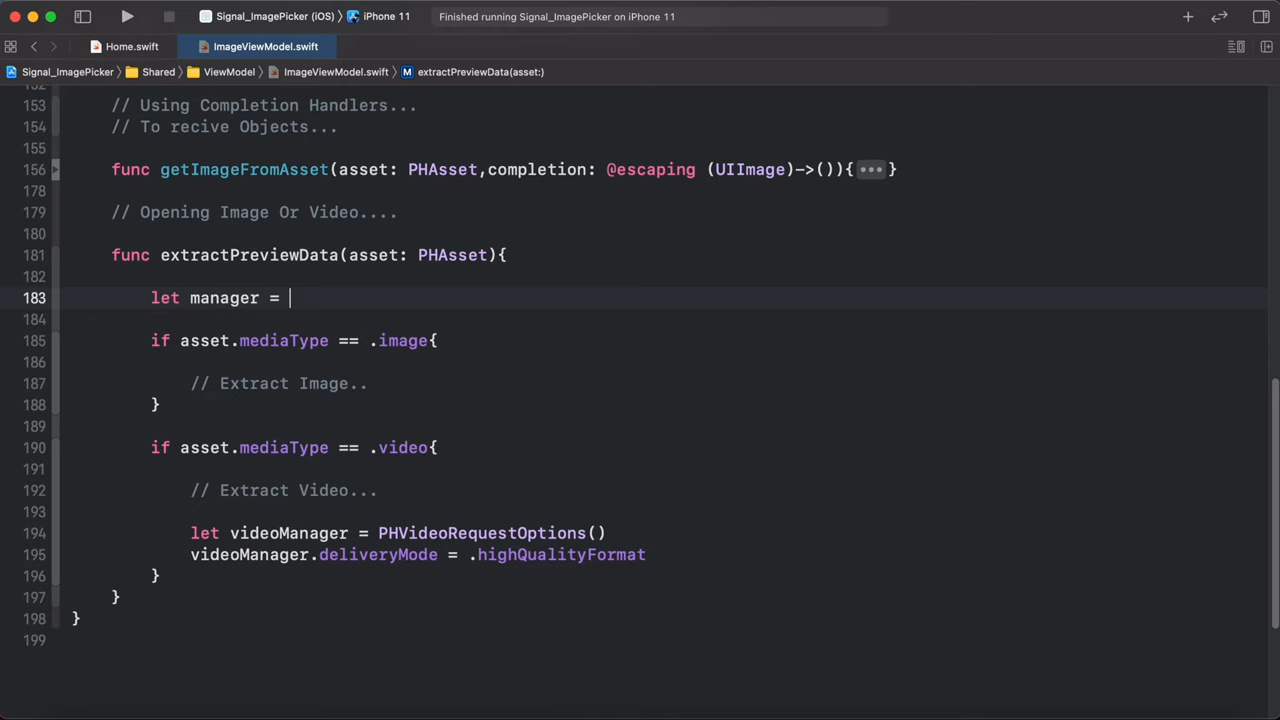 Signal_ImagePicker (iOS) 〉 iPhone 11
Finished running Signal_ImagePicker on iPhone 11
Home.swift
ImageViewModel.swift
Signal_ImagePicker 〉 Shared 〉 ViewModel 〉 ImageViewModel.swift 〉 M extractPreviewData(asset:)
152
153 // Using Completion Handlers...
154 // To recive Objects...
155
156 func getImageFromAsset(asset: PHAsset,completion: @escaping (UIImage)->()){•••}
178
179 // Opening Image Or Video....
180
181 func extractPreviewData(asset: PHAsset){
182
183 let manager =
184
185 if asset.mediaType == .image{
186
187 // Extract Image..
188 }
189
190 if asset.mediaType == .video{
191
192 // Extract Video...
193
194 let videoManager = PHVideoRequestOptions()
195 videoManager.deliveryMode = .highQualityFormat
196 }
197 }
198 }
199